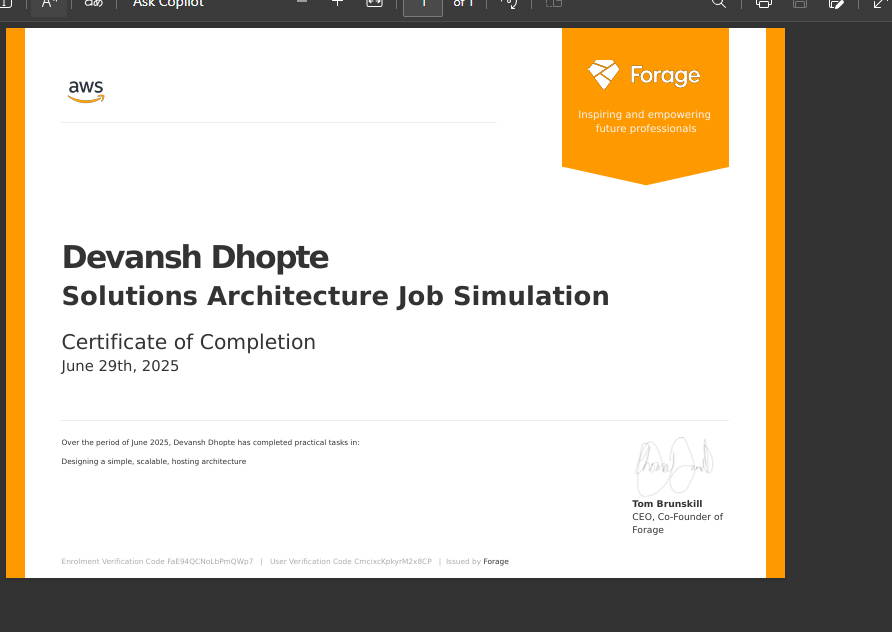 Ask Copilot
1 of 1
aws
Forage
Inspiring and empowering
future professionals
Devansh Dhopte
Solutions Architecture Job Simulation
Certificate of Completion
June 29th, 2025
Over the period of June 2025, Devansh Dhopte has completed practical tasks in:
Designing a simple, scalable, hosting architecture
Tom Brunskill
CEO, Co-Founder of
Forage
Enrolment Verification Code FaE94QCNoLbPmQWp7 | User Verification Code CmcixcKpkyrM2x8CP | Issued by Forage